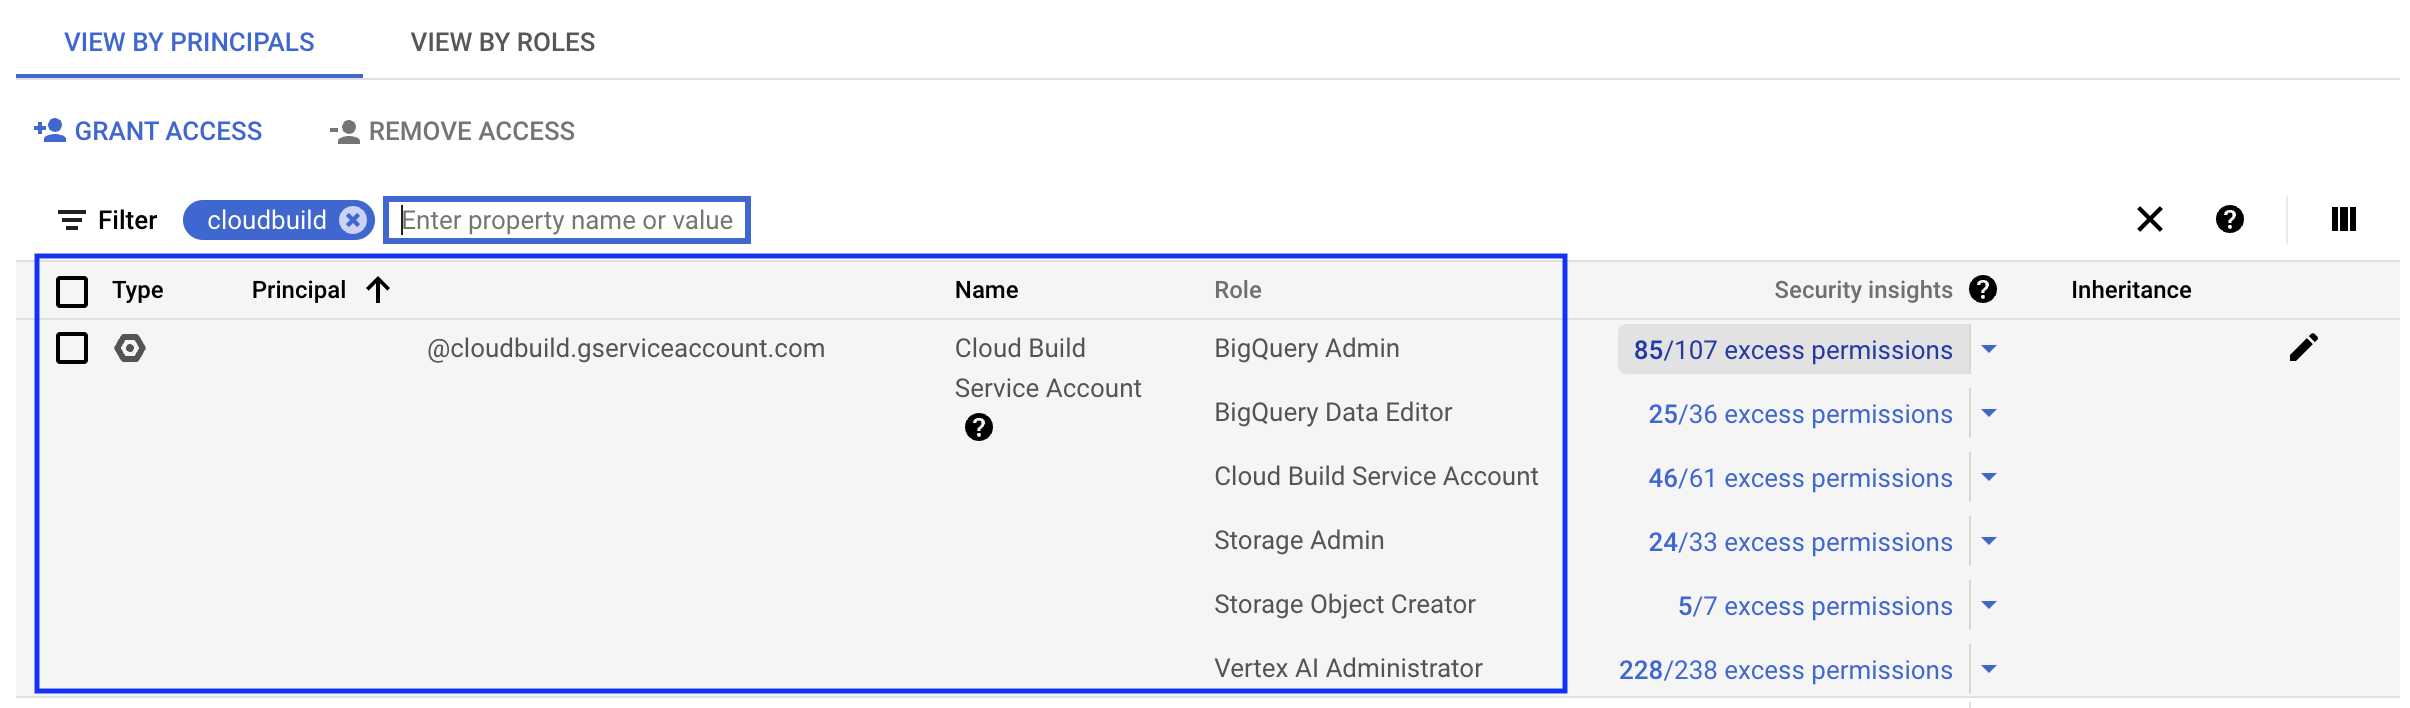 VIEW BY PRINCIPALS VIEW BY ROLES
GRANT ACCESS REMOVE ACCESS
Filter cloudbuild Enter property name or value
Type Principal Name Role Security insights Inheritance
@cloudbuild.gserviceaccount.com Cloud Build BigQuery Admin 85/107 excess permissions
Service Account
BigQuery Data Editor 25/36 excess permissions
Cloud Build Service Account 46/61 excess permissions
Storage Admin 24/33 excess permissions
Storage Object Creator 5/7 excess permissions
Vertex AI Administrator 228/238 excess permissions